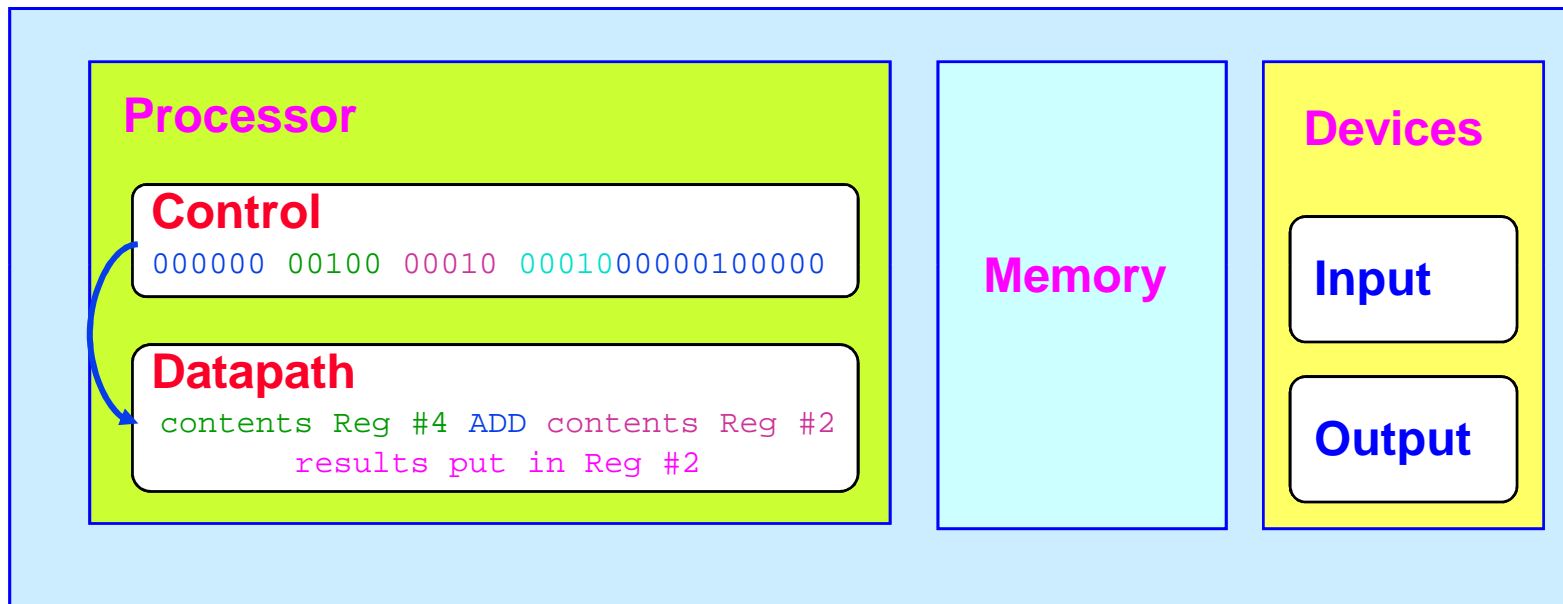 Processor
Control
000000 00100 00010 0001000000100000
Datapath
contents Reg #4 ADD contents Reg #2
results put in Reg #2
Memory
Devices
Input
Output